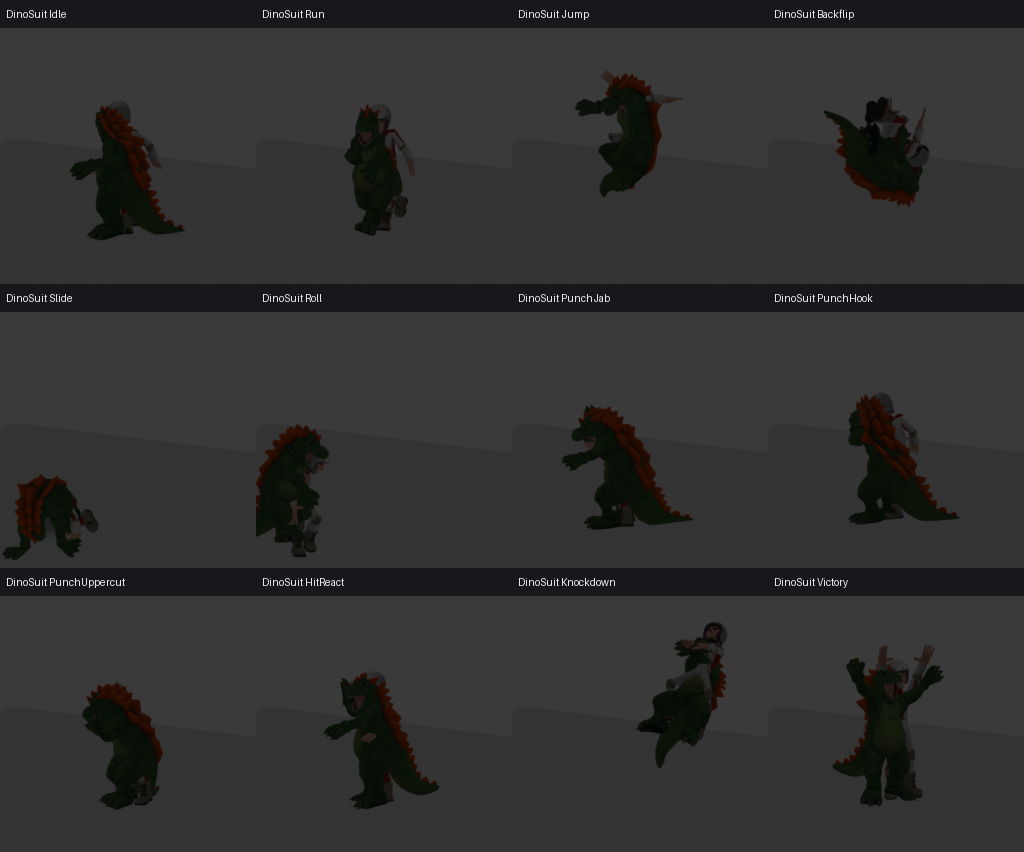 DinoSuit Idle
DinoSuit Run
DinoSuit Jump
DinoSuit Backflip
DinoSuit Slide
DinoSuit Roll
DinoSuit PunchJab
DinoSuit PunchHook
DinoSuit PunchUppercut
DinoSuit HitReact
DinoSuit Knockdown
DinoSuit Victory